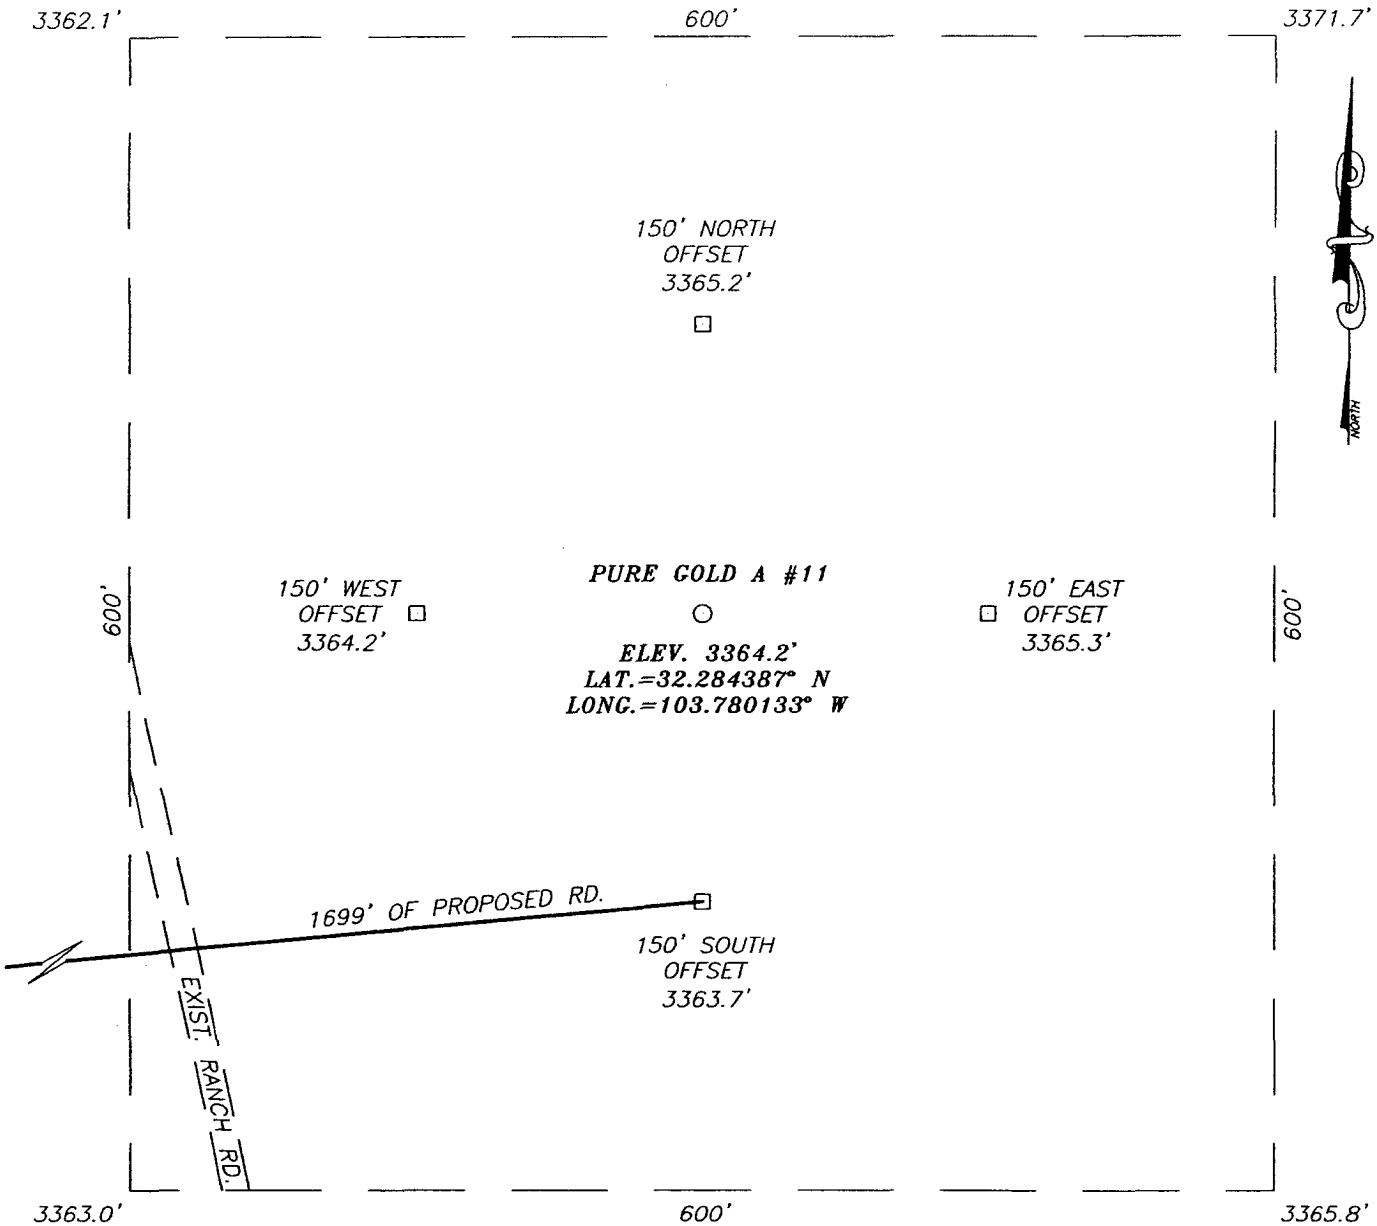 3362.1'
600'
3371.7'
150' NORTH
OFFSET
3365.2'
NORTH
PURE GOLD A #11
ELEV. 3364.2'
LAT.=32.284387° N
LONG.=103.780133° W
150' WEST
OFFSET
3364.2'
150' EAST
OFFSET
3365.3'
600'
600'
1699' OF PROPOSED RD.
150' SOUTH
OFFSET
3363.7'
EXIST. RANCH RD.
3363.0'
600'
3365.8'